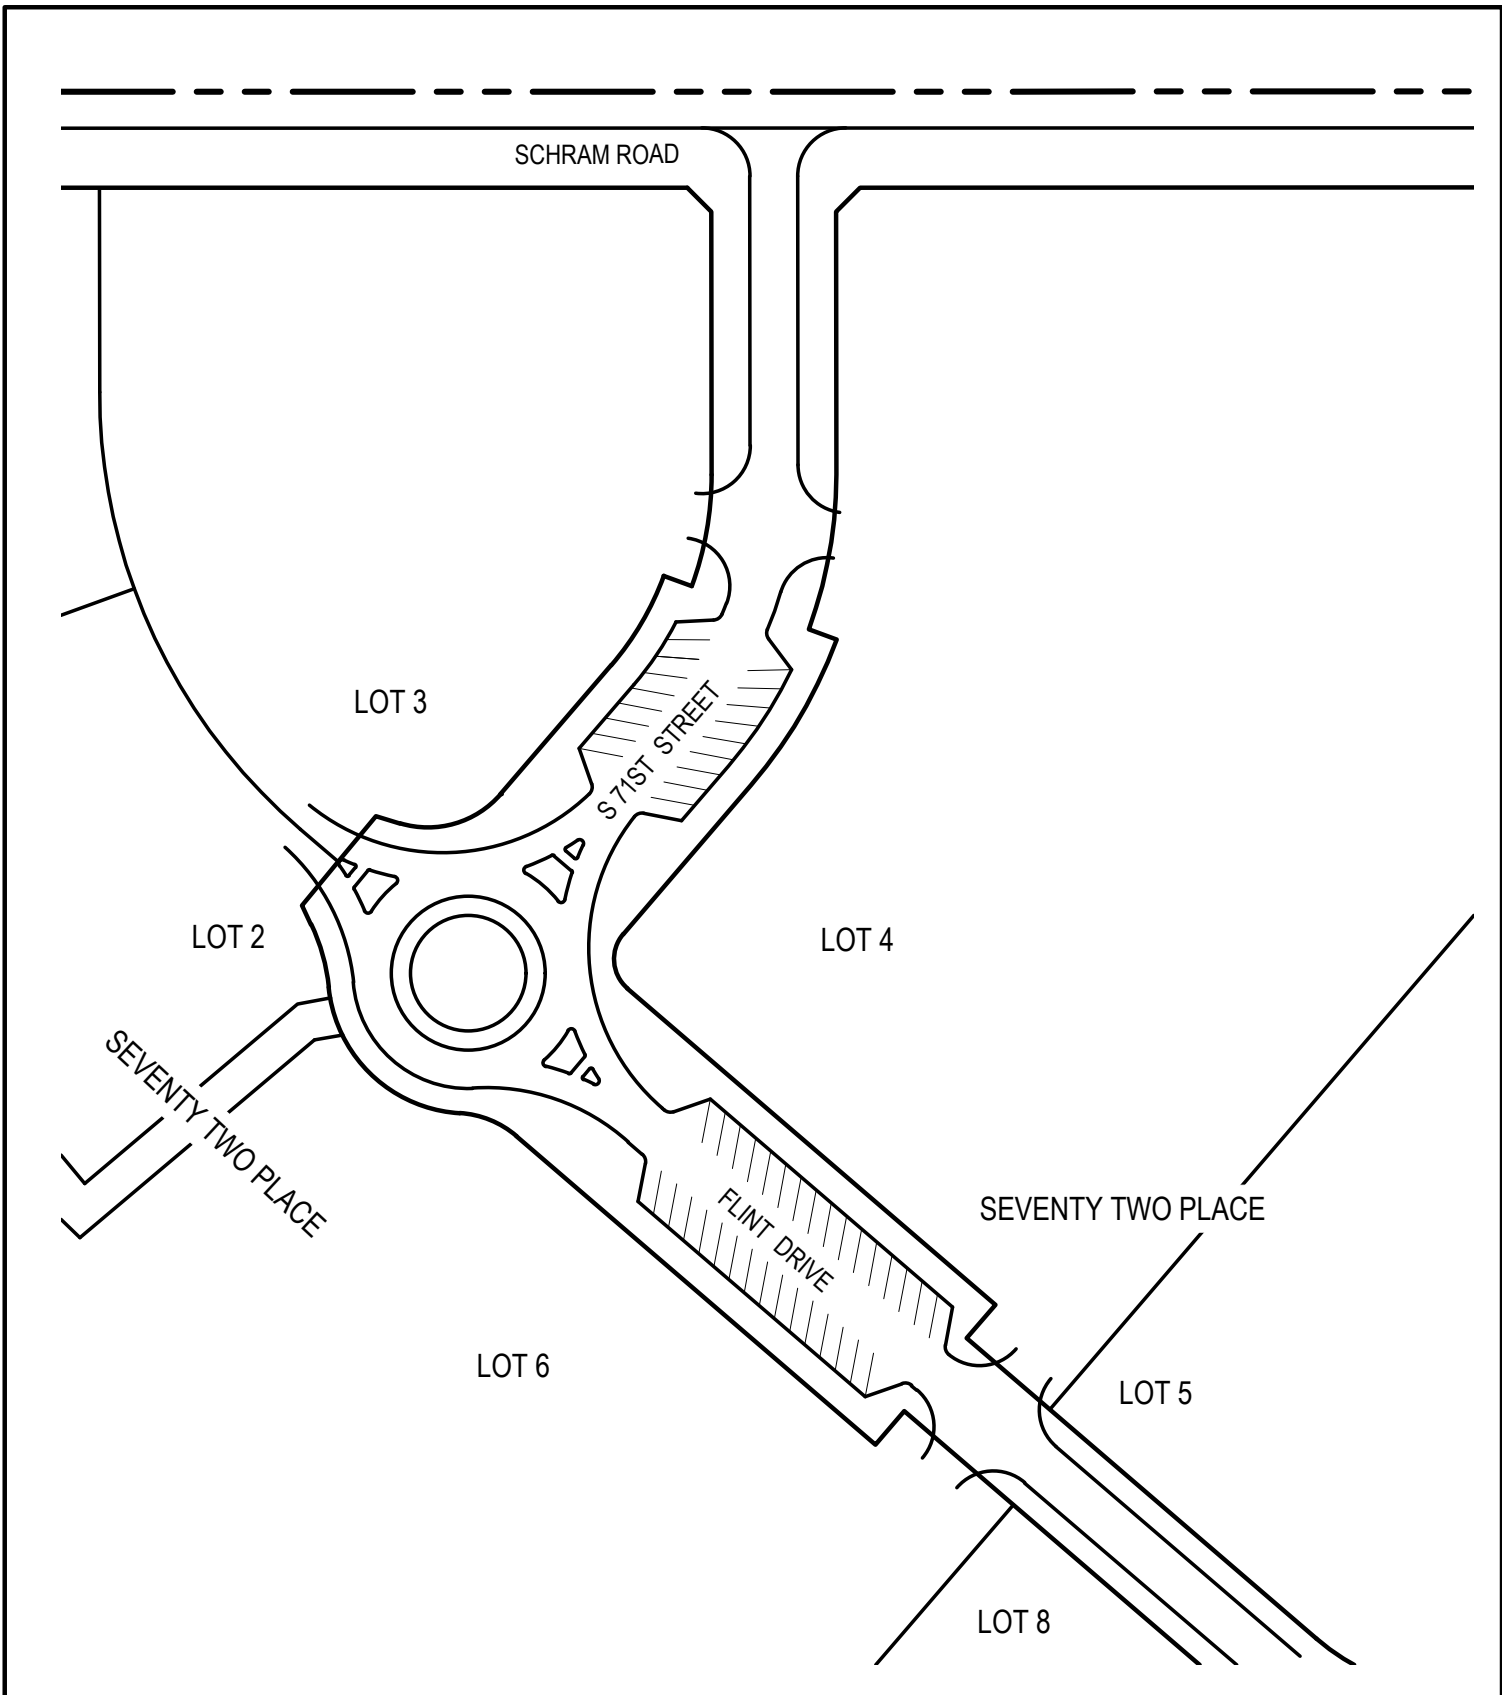 SCHRAM ROAD
LOT 3
S 71ST STREET
LOT 2
LOT 4
SEVENTY TWO PLACE
SEVENTY TWO PLACE
FLINT DRIVE
LOT 6
LOT 5
LOT 8